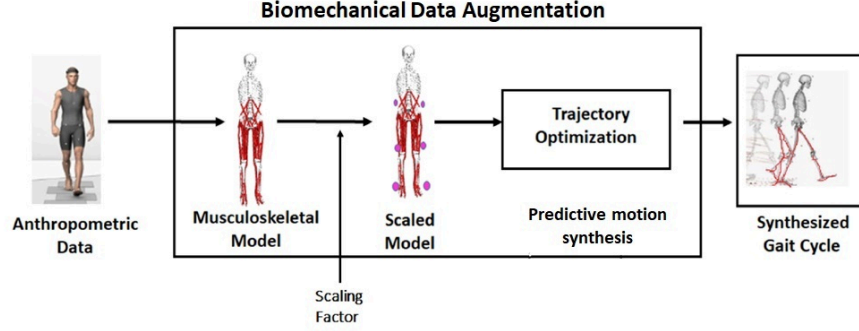 Biomechanical Data Augmentation
Anthropometric
Data
Musculoskeletal
Model
Scaled
Model
Trajectory
Optimization
Predictive motion
synthesis
Synthesized
Gait Cycle
Scaling
Factor